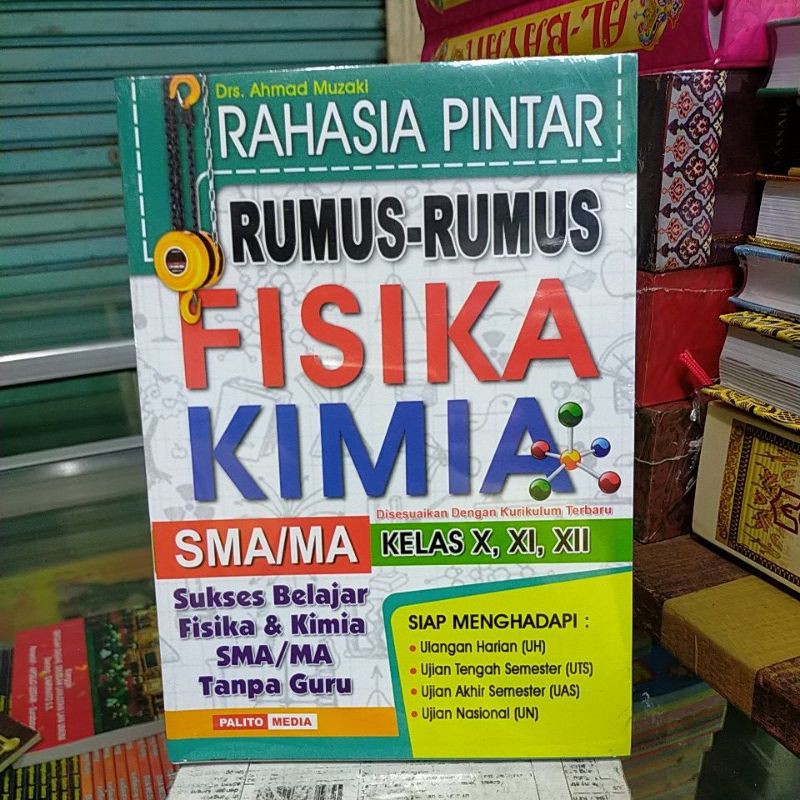 AL-BAYAN
Drs. Ahmad Muzaki
RAHASIA PINTAR
RUMUS-RUMUS
FISIKA
KIMIA
Disesuaikan Dengan Kurikulum Terbaru
SMA/MA
KELAS X, XI, XII
Sukses Belajar
Fisika & Kimia
SMA/MA
Tanpa Guru
PALITO MEDIA
SIAP MENGHADAPI :
• Ulangan Harian (UH)
• Ujian Tengah Semester (UTS)
• Ujian Akhir Semester (UAS)
• Ujian Nasional (UN)